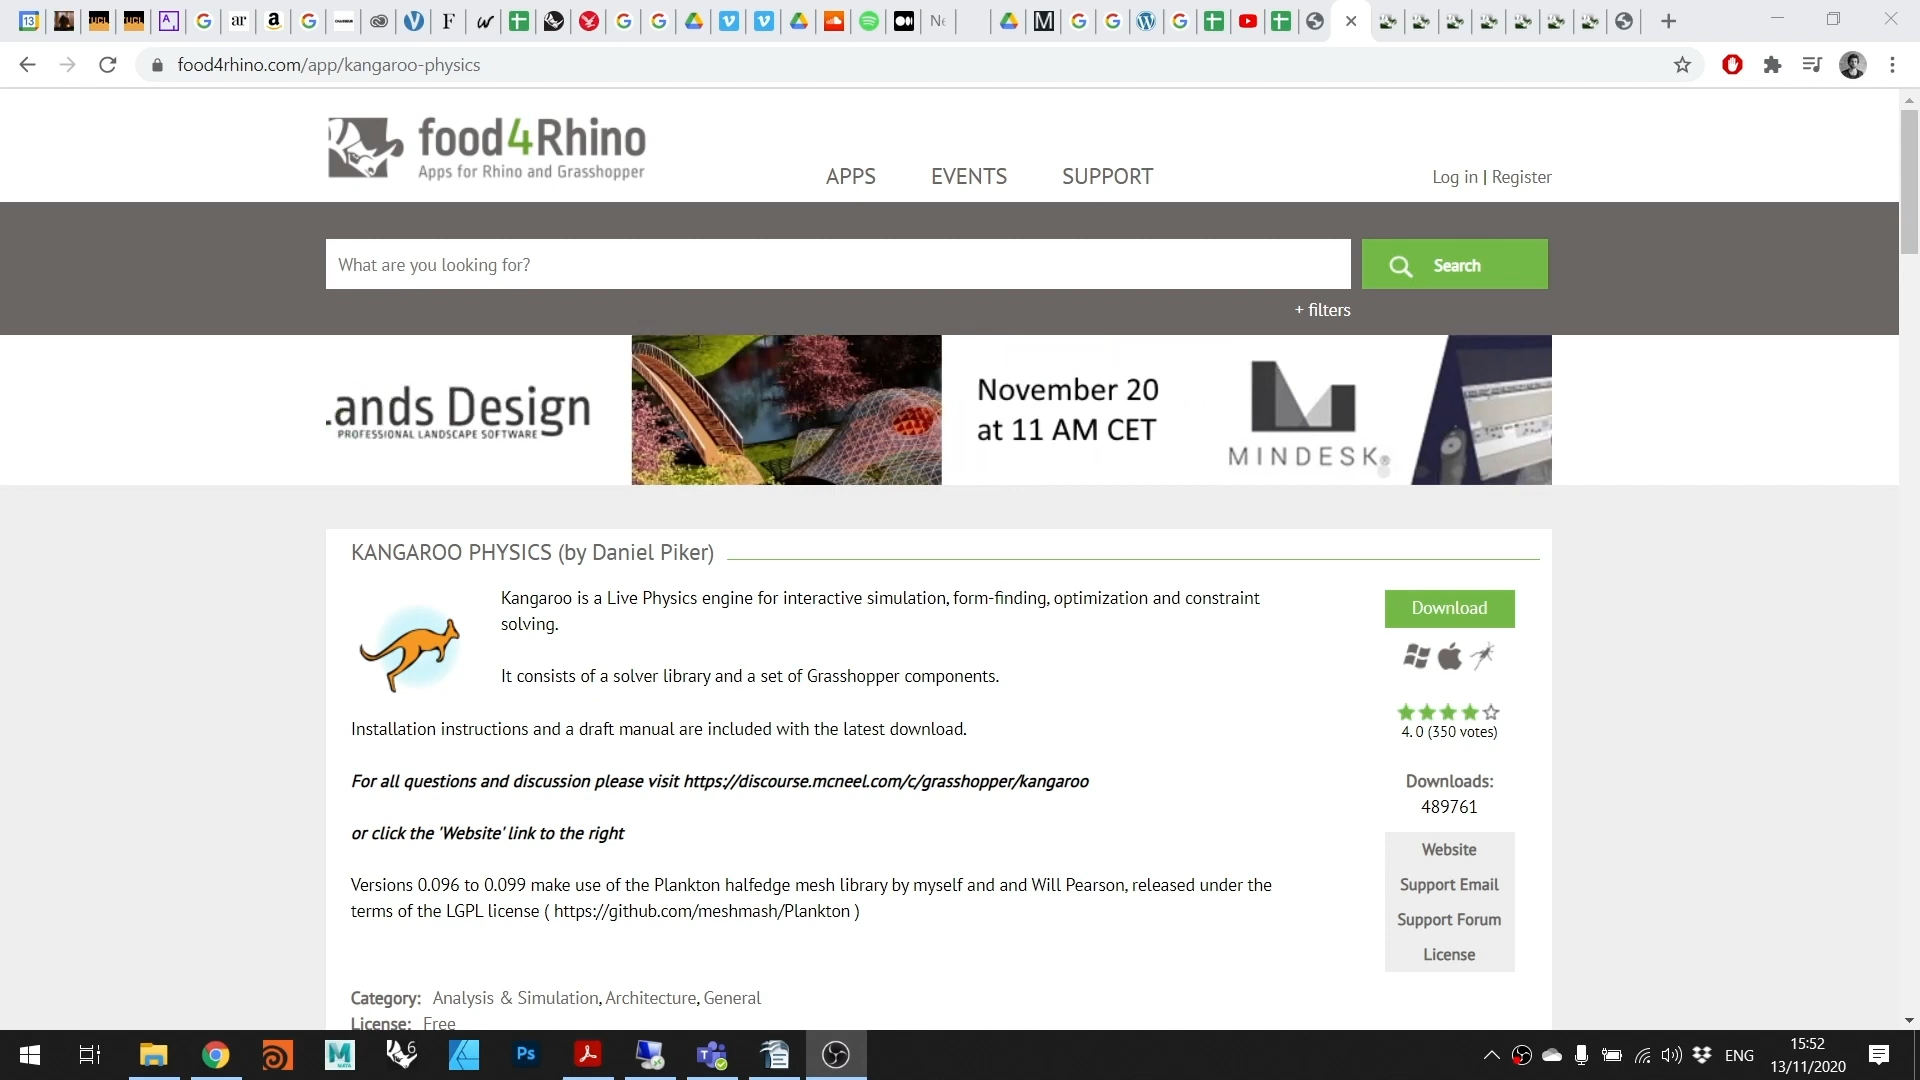 food4rhino.com/app/kangaroo-physics
food4Rhino
Apps for Rhino and Grasshopper
APPS EVENTS SUPPORT
Log in | Register
What are you looking for?
Search
+ filters
ands Design
PROFESSIONAL LANDSCAPE SOFTWARE
November 20
at 11 AM CET
MINDESK
KANGAROO PHYSICS (by Daniel Piker)
Kangaroo is a Live Physics engine for interactive simulation, form-finding, optimization and constraint
solving.
It consists of a solver library and a set of Grasshopper components.
Installation instructions and a draft manual are included with the latest download.
For all questions and discussion please visit https://discourse.mcneel.com/c/grasshopper/kangaroo
or click the 'Website' link to the right
Versions 0.096 to 0.099 make use of the Plankton halfedge mesh library by myself and and Will Pearson, released under the
terms of the LGPL license ( https://github.com/meshmash/Plankton )
Category: Analysis & Simulation, Architecture, General
License: Free
Download
4.0 (350 votes)
Downloads:
489761
Website
Support Email
Support Forum
License
ENG
15:52
13/11/2020